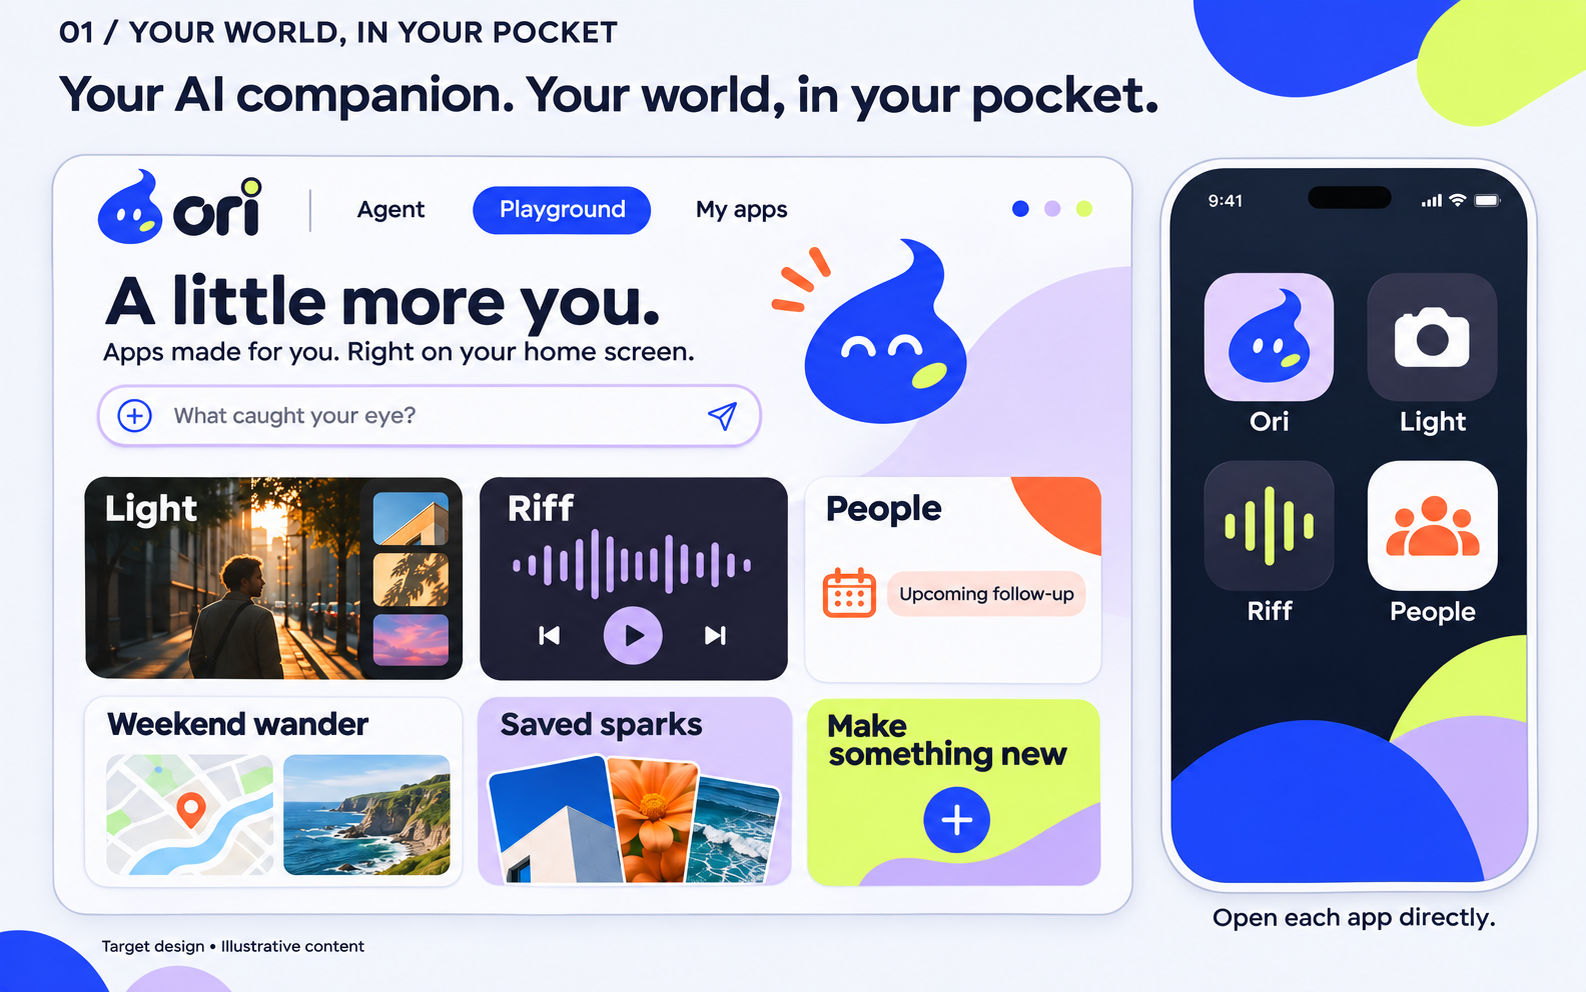 01 / YOUR WORLD, IN YOUR POCKET
Your AI companion. Your world, in your pocket.
ori
Agent
Playground
My apps
A little more you.
Apps made for you. Right on your home screen.
What caught your eye?
Light
Riff
People
Upcoming follow-up
Weekend wander
Saved sparks
Make
something new
9:41
Ori
Light
Riff
People
Open each app directly.
Target design • Illustrative content